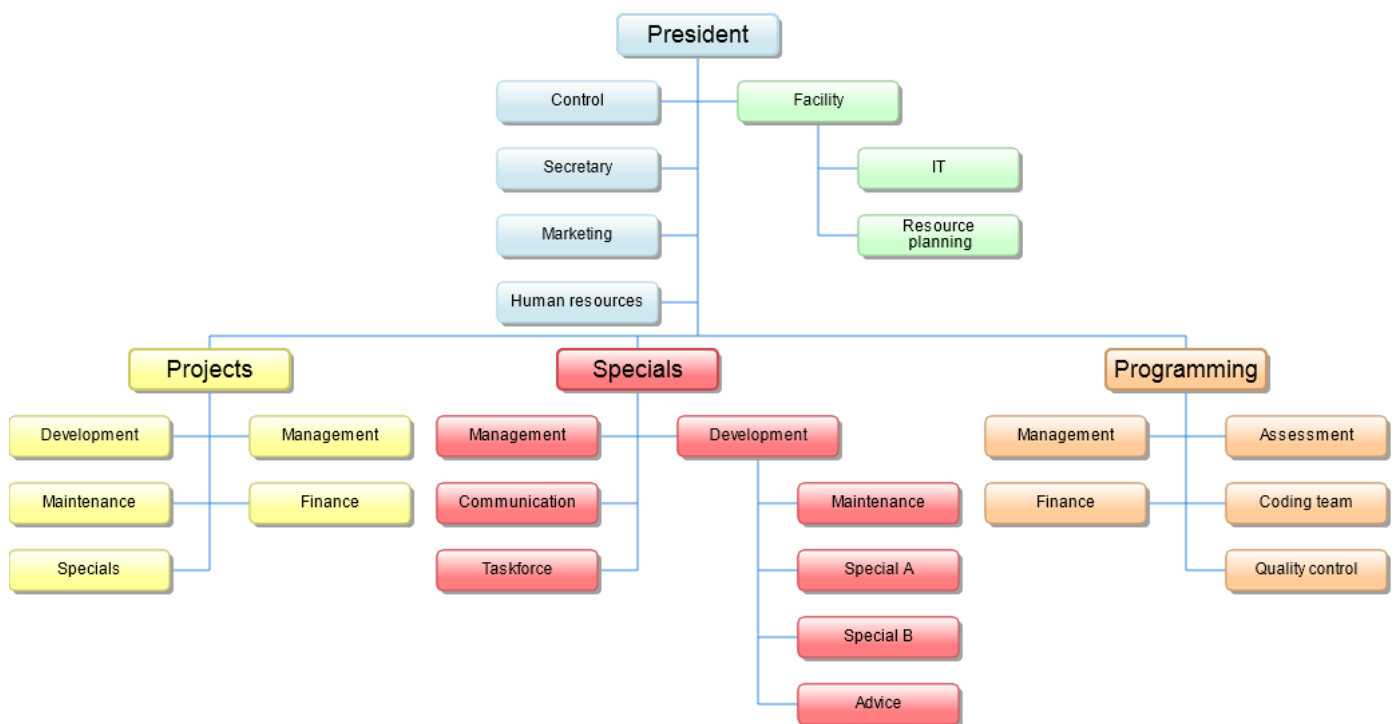 President
Control
Facility
Secretary
IT
Marketing
Resource
planning
Human resources
Projects
Specials
Programming
Development
Management
Management
Development
Management
Assessment
Maintenance
Finance
Communication
Maintenance
Finance
Coding team
Specials
Taskforce
Special A
Quality control
Special B
Advice